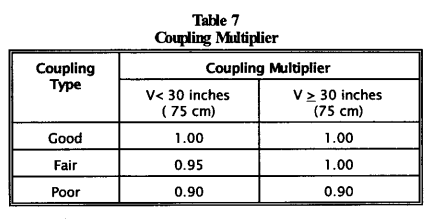 Table 7
Coupling Multiplier
Coupling Type
Coupling Multiplier
V< 30 inches
( 75 cm)
V ≥ 30 inches
(75 cm)
Good 1.00 1.00
Fair 0.95 1.00
Poor 0.90 0.90